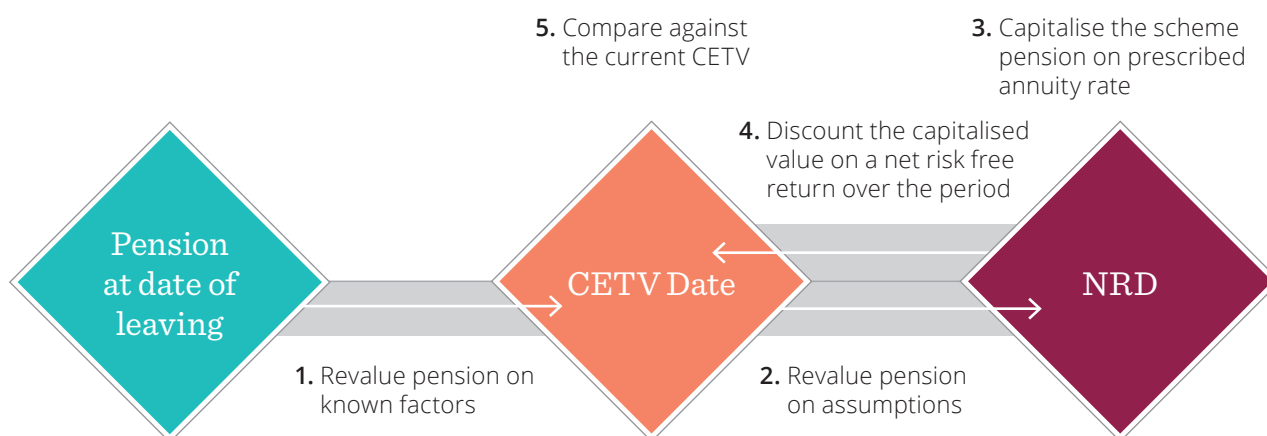 5. Compare against
the current CETV
3. Capitalise the scheme
pension on prescribed
annuity rate
4. Discount the capitalised
value on a net risk free
return over the period
Pension
at date of
leaving
CETV Date
NRD
1. Revalue pension on
known factors
2. Revalue pension
on assumptions